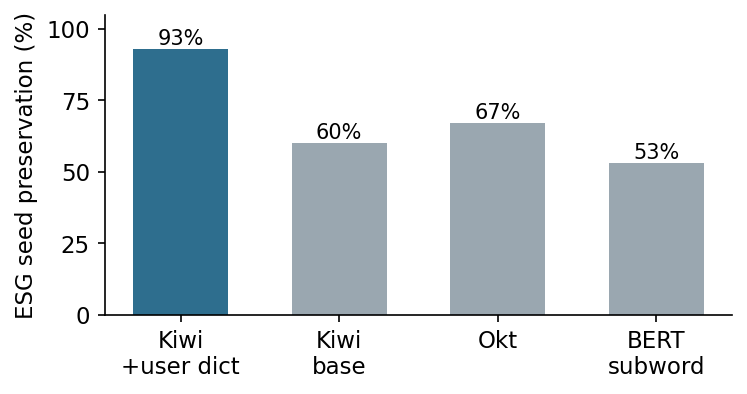 ESG seed preservation (%)
100
75
50
25
0
93%
60%
67%
53%
Kiwi
+user dict
Kiwi
base
Okt
BERT
subword